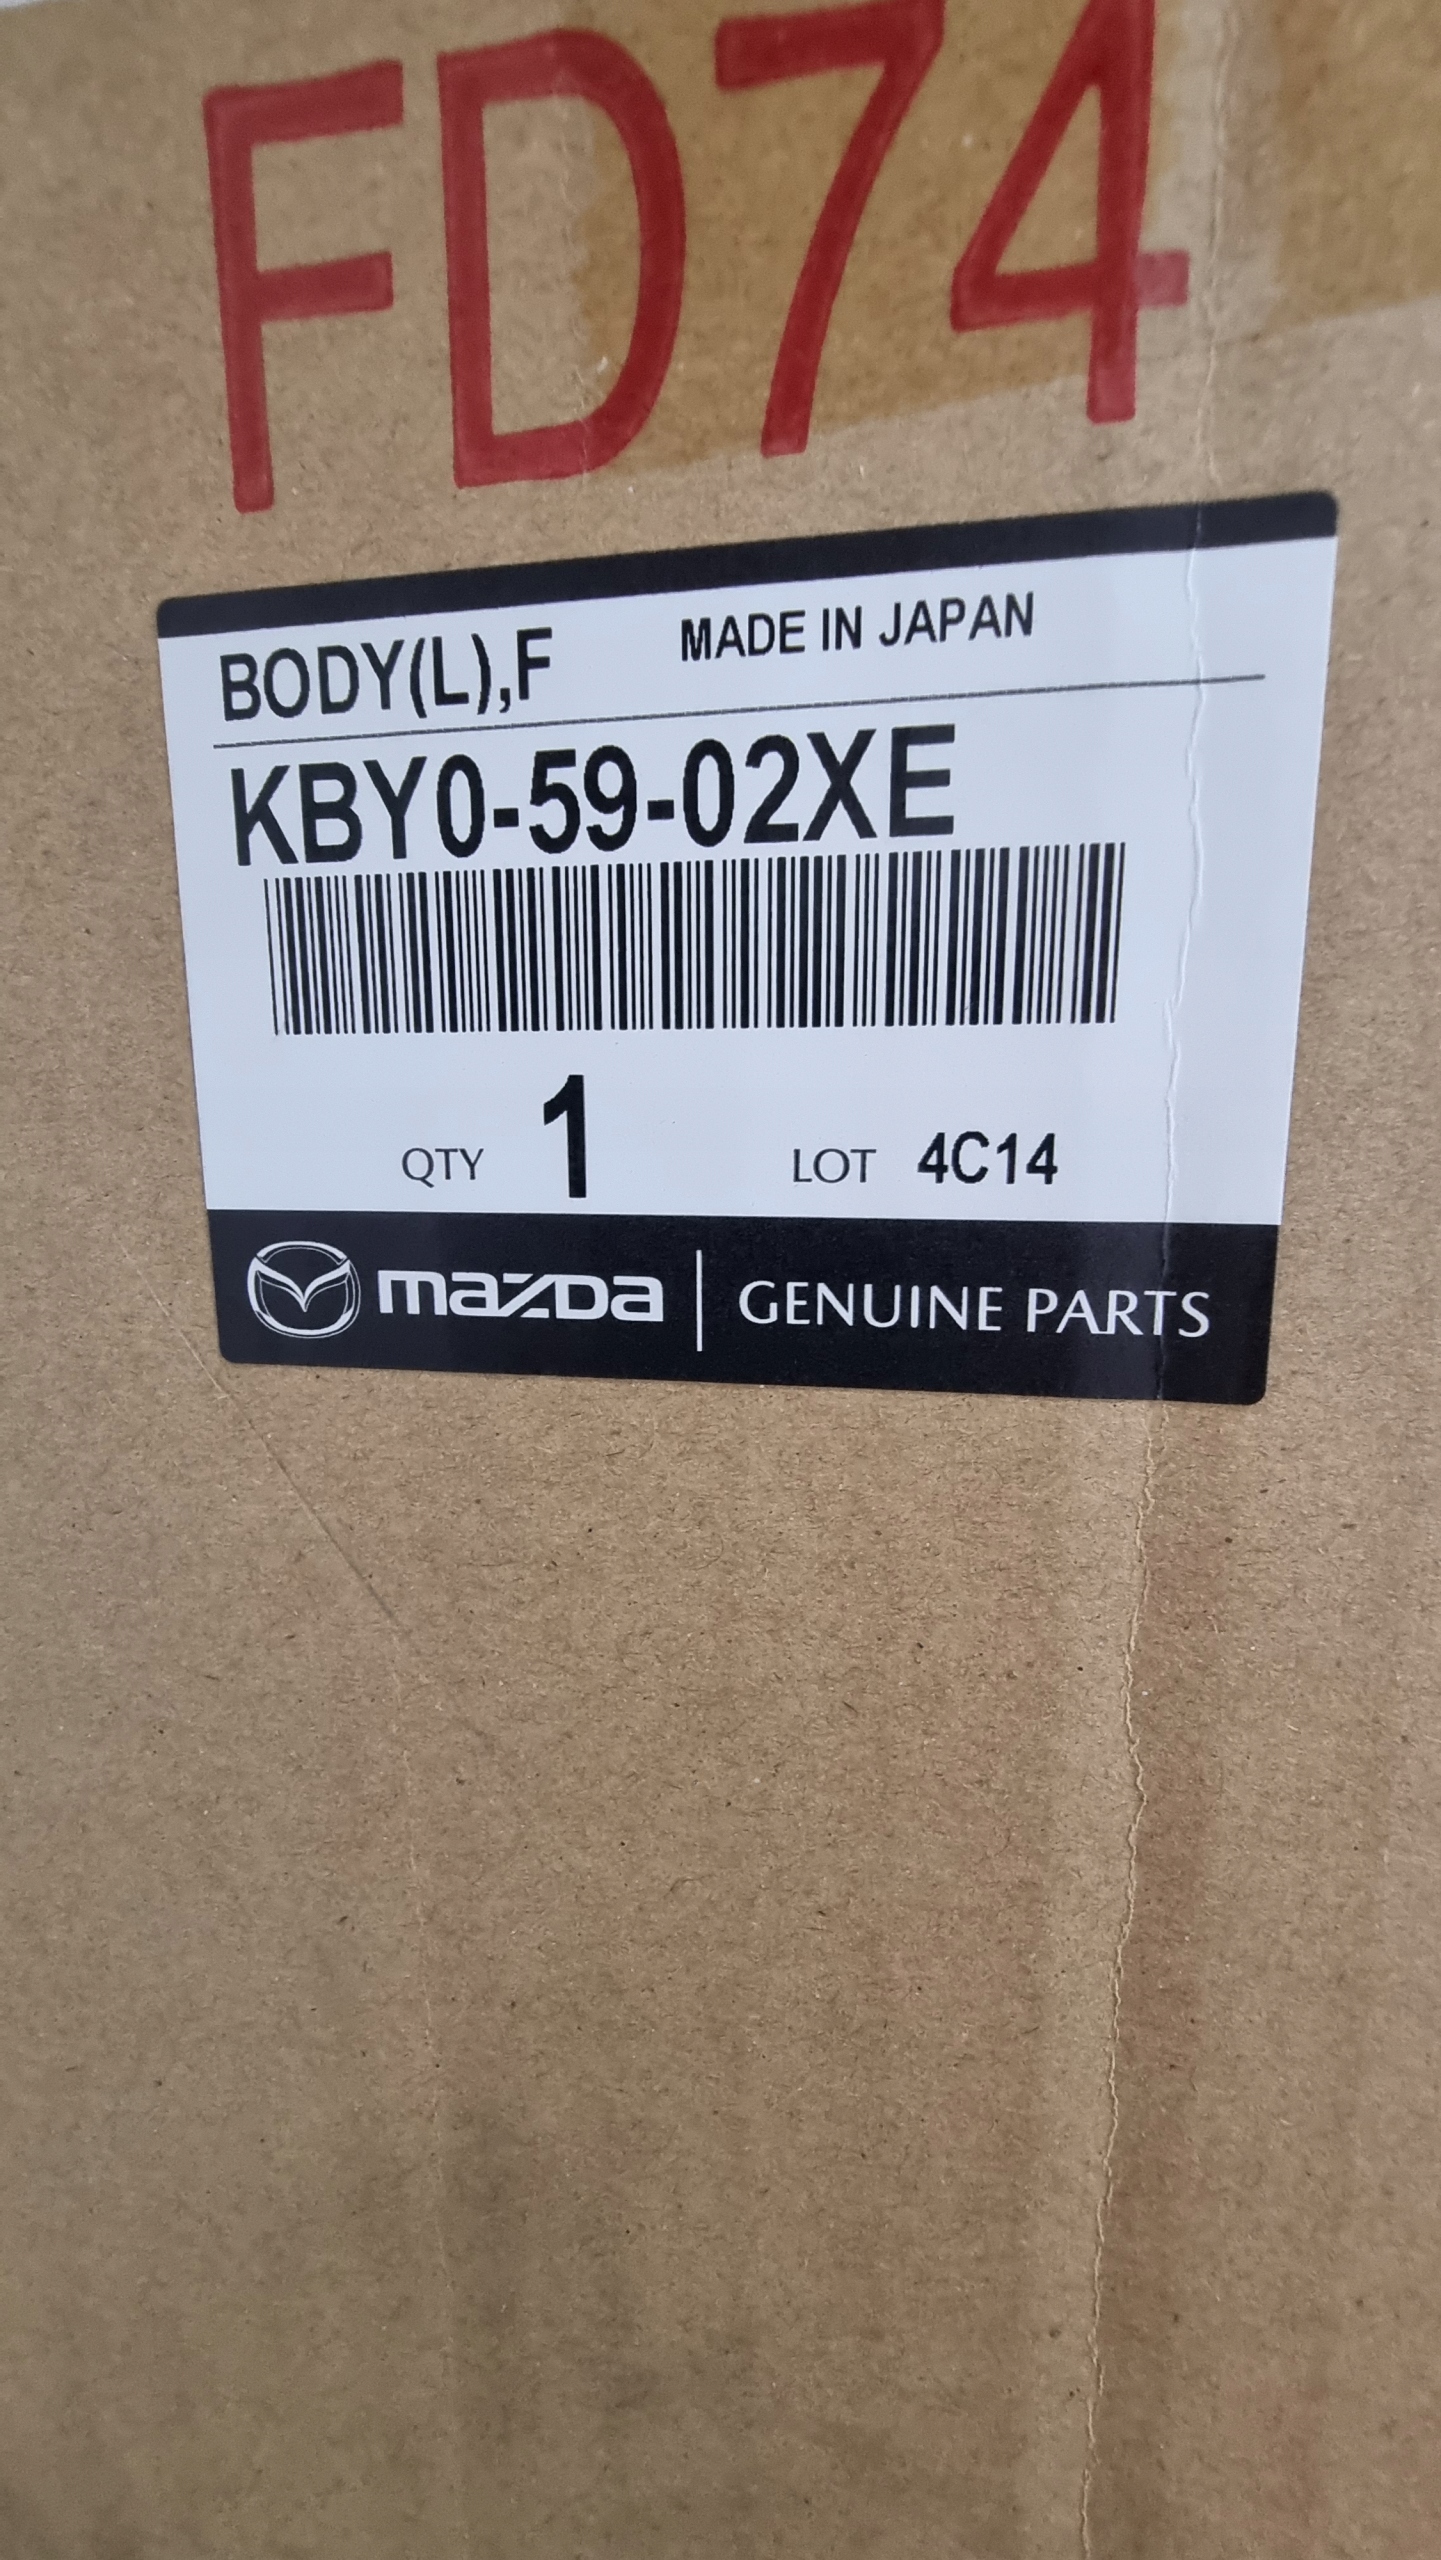 FD74
BODY(L),F MADE IN JAPAN
KBY0-59-02XE
QTY 1 LOT 4C14
mazda | GENUINE PARTS